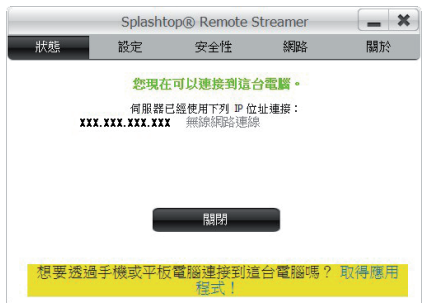 Splashtop® Remote Streamer
狀態 設定 安全性 網路 關於
您現在可以連接到這台電腦。
伺服器已經使用下列 IP 位址連接：
xxx.xxx.xxx.xxx 無線網路連線
關閉
想要透過手機或平板電腦連接到這台電腦嗎？ 取得應用
程式！